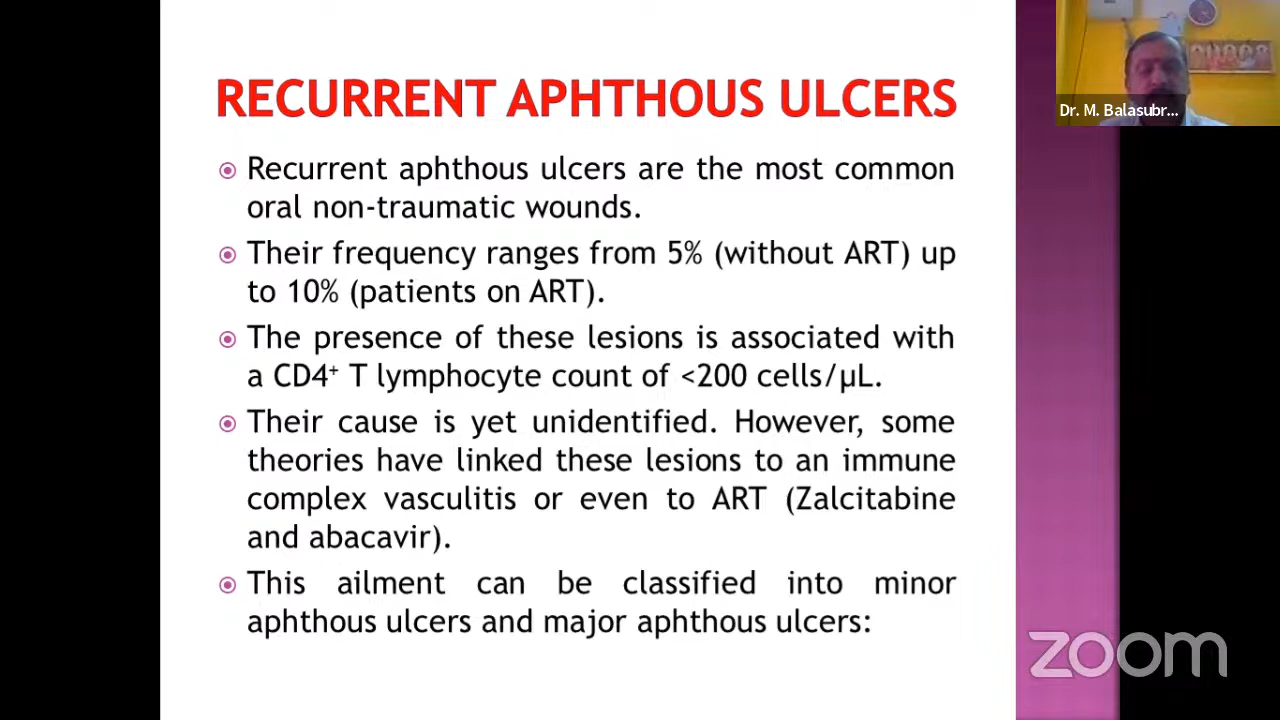 RECURRENT APHTHOUS ULCERS
Recurrent aphthous ulcers are the most common
oral non-traumatic wounds.
Their frequency ranges from 5% (without ART) up
to 10% (patients on ART).
The presence of these lesions is associated with
a CD4⁺ T lymphocyte count of <200 cells/µL.
Their cause is yet unidentified. However, some
theories have linked these lesions to an immune
complex vasculitis or even to ART (Zalcitabine
and abacavir).
This ailment can be classified into minor
aphthous ulcers and major aphthous ulcers:
Dr. M. Balasubr...
zoom